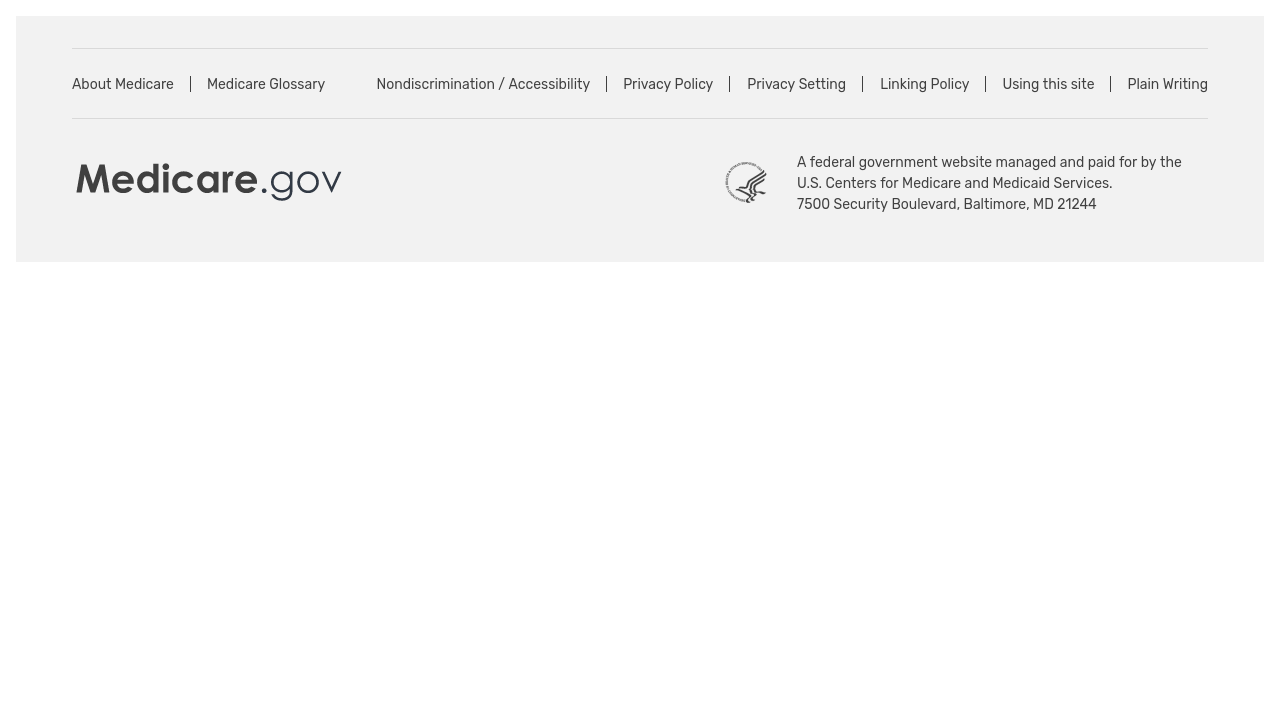 About Medicare
Medicare Glossary
Nondiscrimination / Accessibility
Privacy Policy
Privacy Setting
Linking Policy
Using this site
Plain Writing
Medicare.gov
A federal government website managed and paid for by the
U.S. Centers for Medicare and Medicaid Services.
7500 Security Boulevard, Baltimore, MD 21244